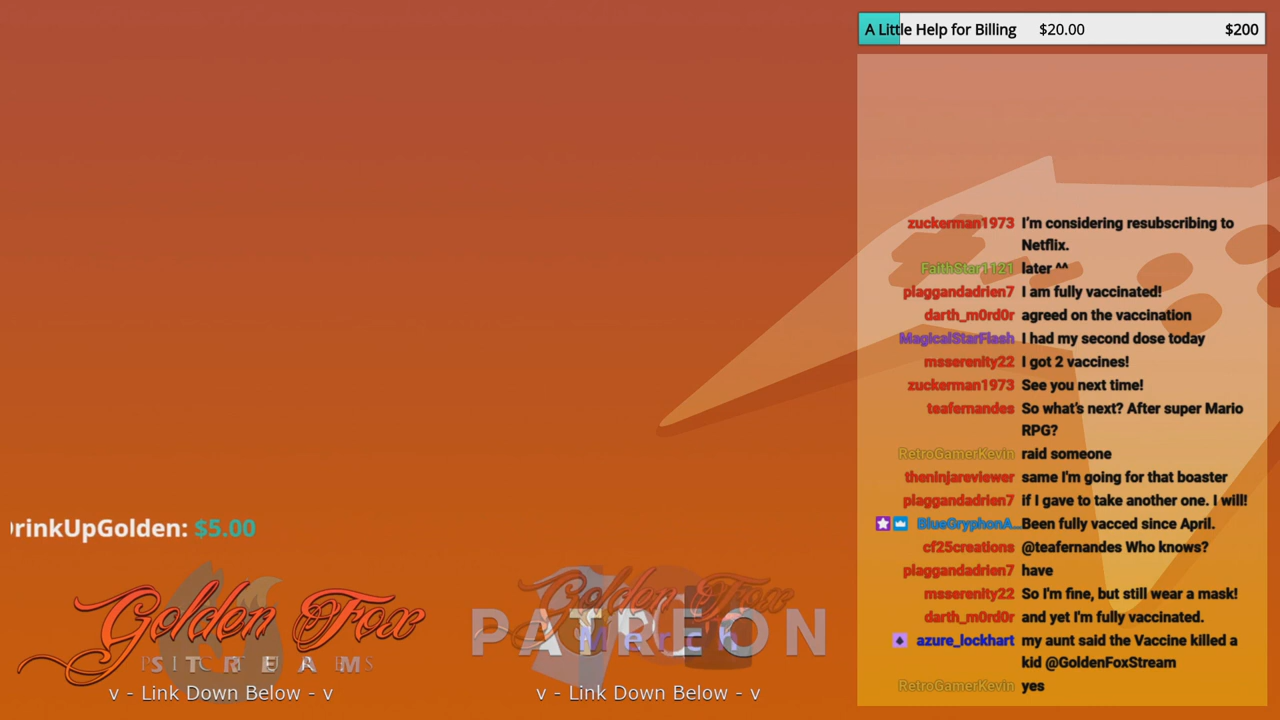 A Little Help for Billing $20.00 $200
zuckerman1973 I'm considering resubscribing to
Netflix.
FaithStar1121 later ^^
plaggandadrien7 I am fully vaccinated!
darth_m0rd0r agreed on the vaccination
MagicalStarFlash I had my second dose today
msserenity22 I got 2 vaccines!
zuckerman1973 See you next time!
teafernandes So what's next? After super Mario
RPG?
RetroGamerKevin raid someone
theninjareviewer same I'm going for that boaster
plaggandadrien7 if I gave to take another one. I will!
BlueGryphonA... Been fully vacced since April.
cf25creations @teafernandes Who knows?
plaggandadrien7 have
msserenity22 So I'm fine, but still wear a mask!
darth_m0rd0r and yet I'm fully vaccinated.
azure_lockhart my aunt said the Vaccine killed a
kid @GoldenFoxStream
RetroGamerKevin yes
rinkUpGolden: $5.00
Golden Fox
STREAMS
v - Link Down Below - v
Golden Fox
PATREON
Merch
v - Link Down Below - v